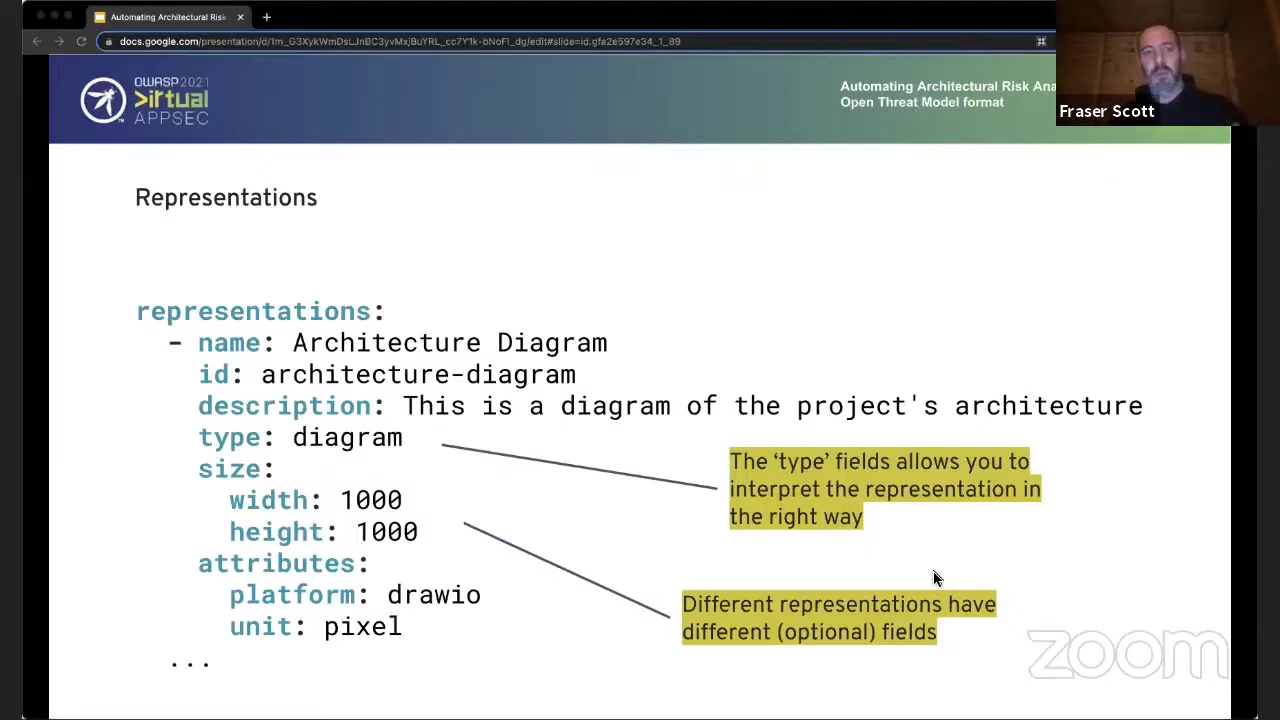 Automating Architectural Risk
docs.google.com/presentation/d/1m_G3XykWmDsLJnBC3yvMxjBuYRL_cc7Y1k-bNoFl_dg/edit#slide=id.gfa2e597e34_1_89
OWASP 2021
Virtual
APPSEC
Automating Architectural Risk Ana
Open Threat Model format
Fraser Scott
Representations
representations:
- name: Architecture Diagram
id: architecture-diagram
description: This is a diagram of the project's architecture
type: diagram
size:
width: 1000
height: 1000
attributes:
platform: drawio
unit: pixel
...
The ‘type’ fields allows you to
interpret the representation in
the right way
Different representations have
different (optional) fields
zoom